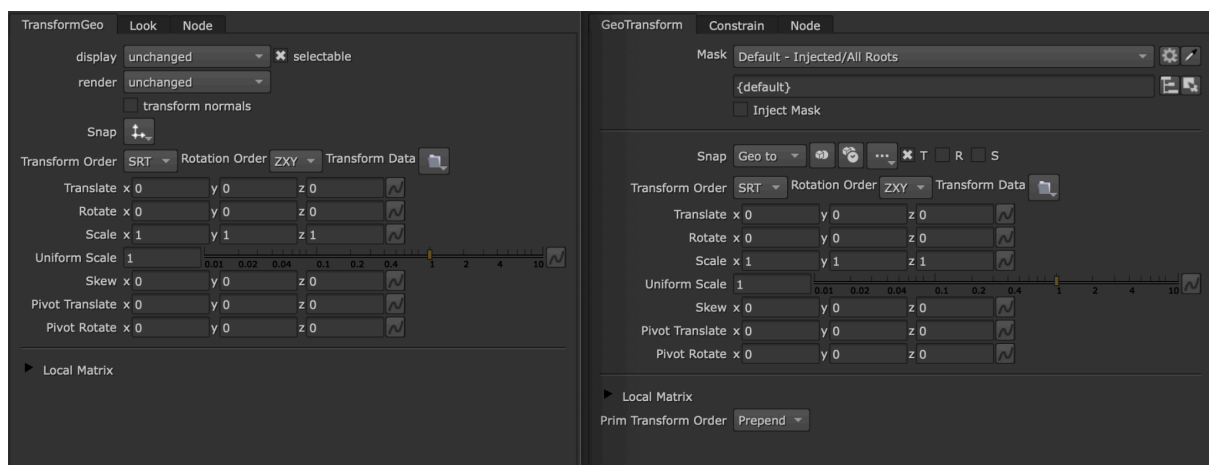 TransformGeo Look Node
display unchanged selectable
render unchanged
transform normals
Snap
Transform Order SRT Rotation Order ZXY Transform Data
Translate x 0 y 0 z 0
Rotate x 0 y 0 z 0
Scale x 1 y 1 z 1
Uniform Scale 1 0.01 0.02 0.04 0.1 0.2 0.4 1 2 4 10
Skew x 0 y 0 z 0
Pivot Translate x 0 y 0 z 0
Pivot Rotate x 0 y 0 z 0
Local Matrix
GeoTransform Constrain Node
Mask Default - Injected/All Roots
{default}
Inject Mask
Snap Geo to ... T R S
Transform Order SRT Rotation Order ZXY Transform Data
Translate x 0 y 0 z 0
Rotate x 0 y 0 z 0
Scale x 1 y 1 z 1
Uniform Scale 1 0.01 0.02 0.04 0.1 0.2 0.4 1 2 4 10
Skew x 0 y 0 z 0
Pivot Translate x 0 y 0 z 0
Pivot Rotate x 0 y 0 z 0
Local Matrix
Prim Transform Order Prepend